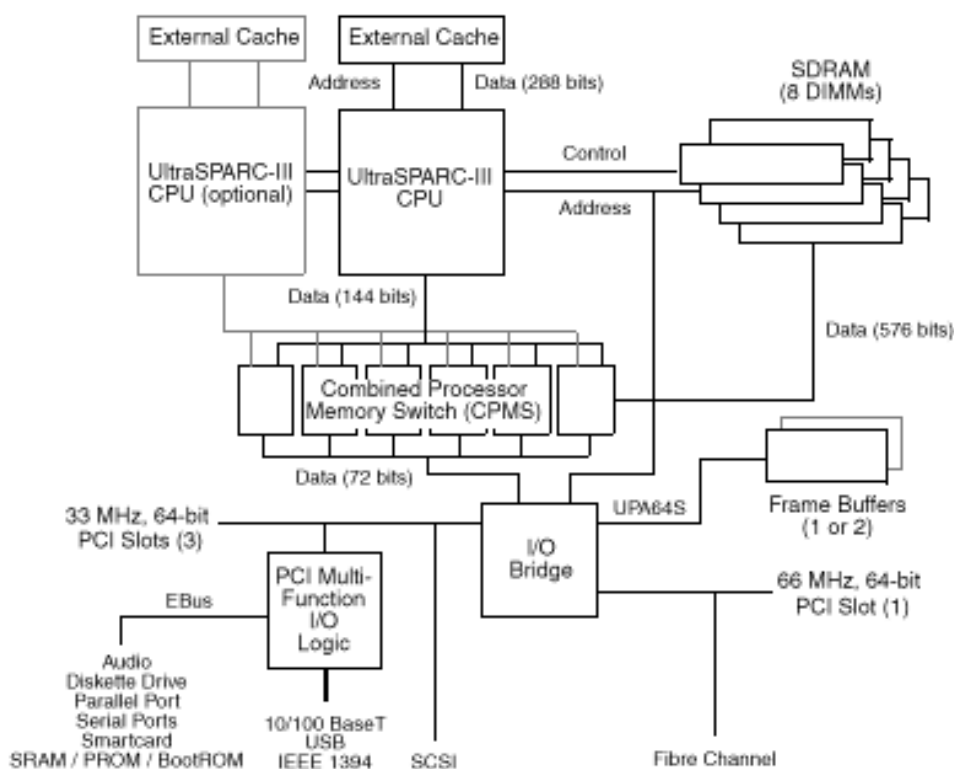 External Cache
External Cache
Address
Data (288 bits)
SDRAM
(8 DIMMs)
UltraSPARC-III
CPU (optional)
UltraSPARC-III
CPU
Control
Address
Data (144 bits)
Data (576 bits)
Combined Processor
Memory Switch (CPMS)
Data (72 bits)
UPA64S
Frame Buffers
(1 or 2)
33 MHz, 64-bit
PCI Slots (3)
I/O
Bridge
66 MHz, 64-bit
PCI Slot (1)
PCI Multi-
Function
I/O
Logic
EBus
Audio
Diskette Drive
Parallel Port
Serial Ports
Smartcard
SRAM / PROM / BootROM
10/100 BaseT
USB
IEEE 1394
SCSI
Fibre Channel